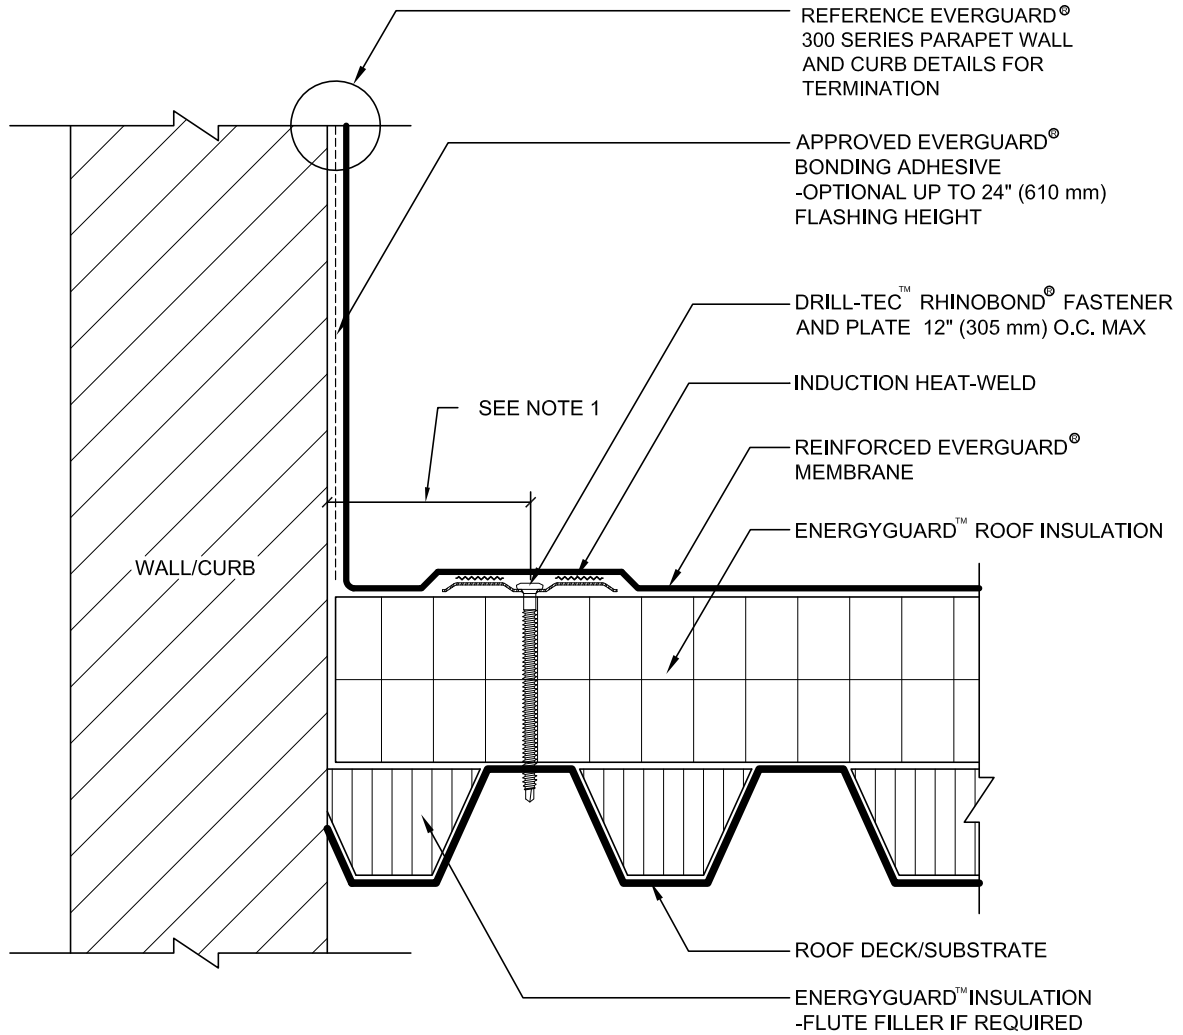 REFERENCE EVERGUARD®
300 SERIES PARAPET WALL
AND CURB DETAILS FOR
TERMINATION
APPROVED EVERGUARD®
BONDING ADHESIVE
-OPTIONAL UP TO 24" (610 mm)
FLASHING HEIGHT
DRILL-TEC™ RHINOBOND® FASTENER
AND PLATE 12" (305 mm) O.C. MAX
INDUCTION HEAT-WELD
SEE NOTE 1
REINFORCED EVERGUARD®
MEMBRANE
ENERGYGUARD™ ROOF INSULATION
WALL/CURB
ROOF DECK/SUBSTRATE
ENERGYGUARD™ INSULATION
-FLUTE FILLER IF REQUIRED